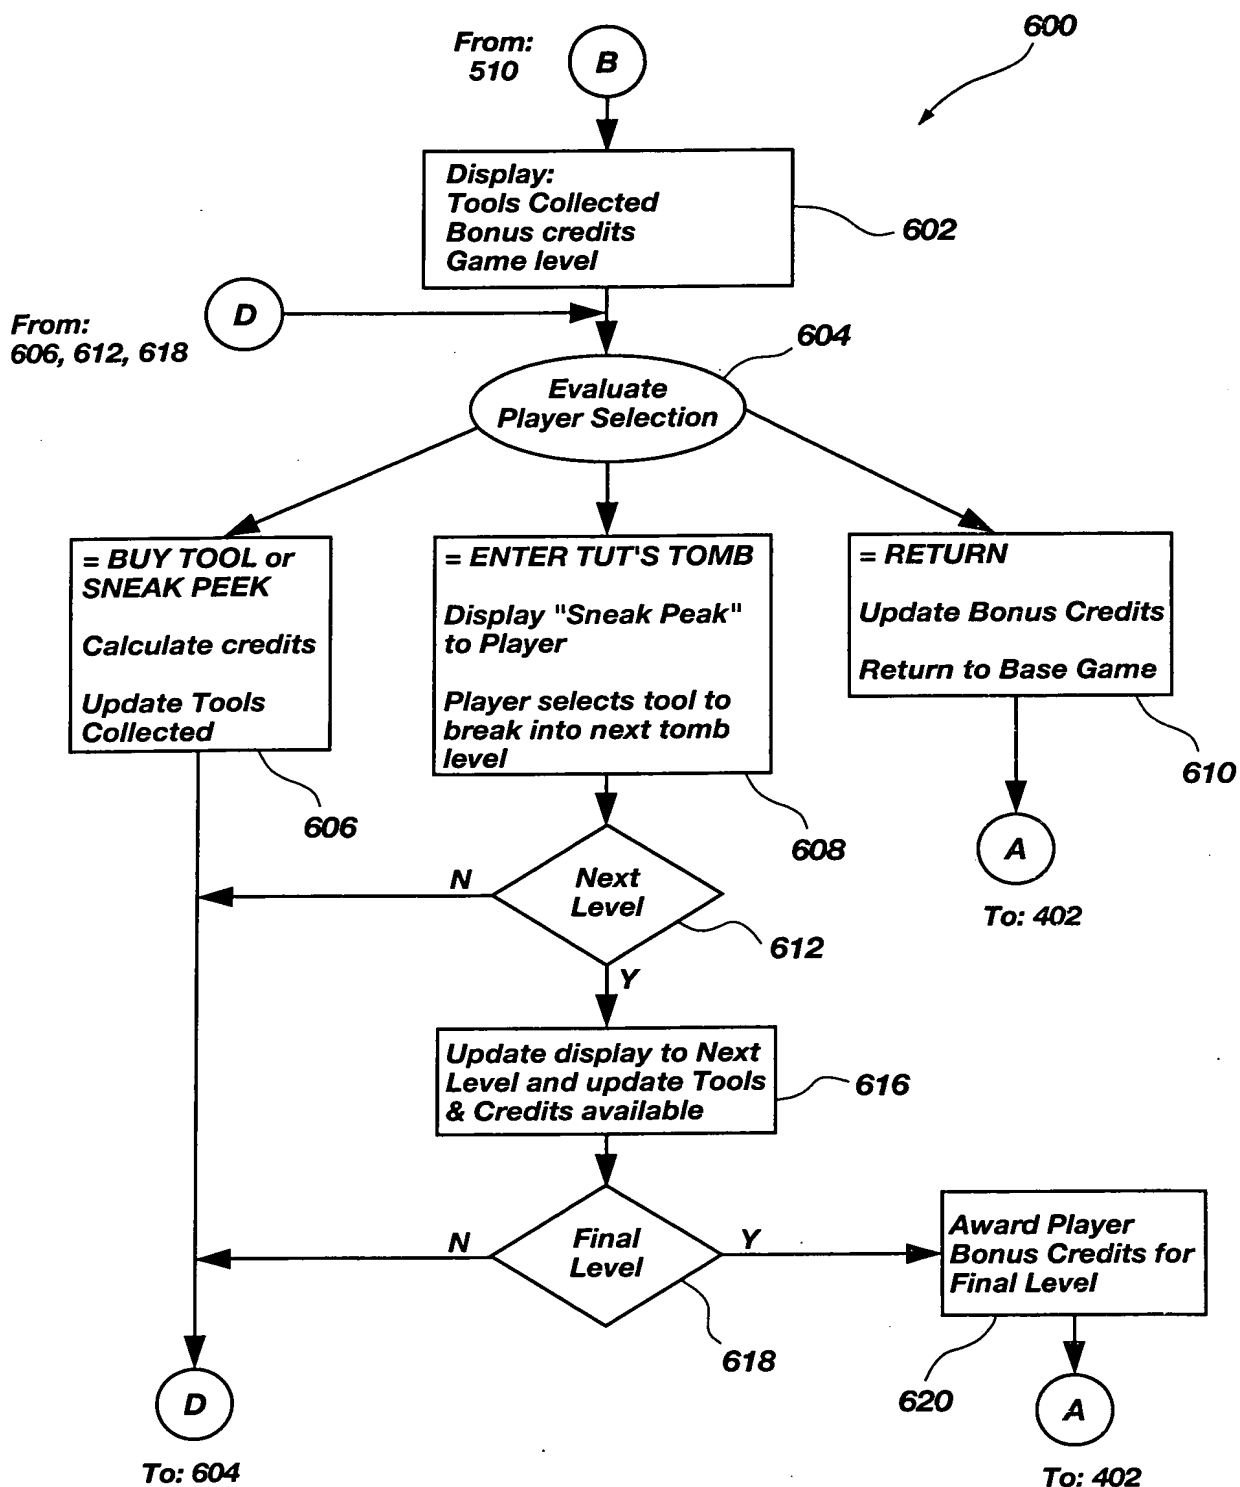 600
From:
510
B
Display:
Tools Collected
Bonus credits
Game level
602
D
From:
606, 612, 618
604
Evaluate
Player Selection
= BUY TOOL or
SNEAK PEEK
Calculate credits
Update Tools
Collected
606
= ENTER TUT'S TOMB
Display "Sneak Peak"
to Player
Player selects tool to
break into next tomb
level
608
= RETURN
Update Bonus Credits
Return to Base Game
610
A
To: 402
N
Next
Level
612
Y
Update display to Next
Level and update Tools
& Credits available
616
N
Final
Level
Y
618
Award Player
Bonus Credits for
Final Level
620
D
To: 604
A
To: 402